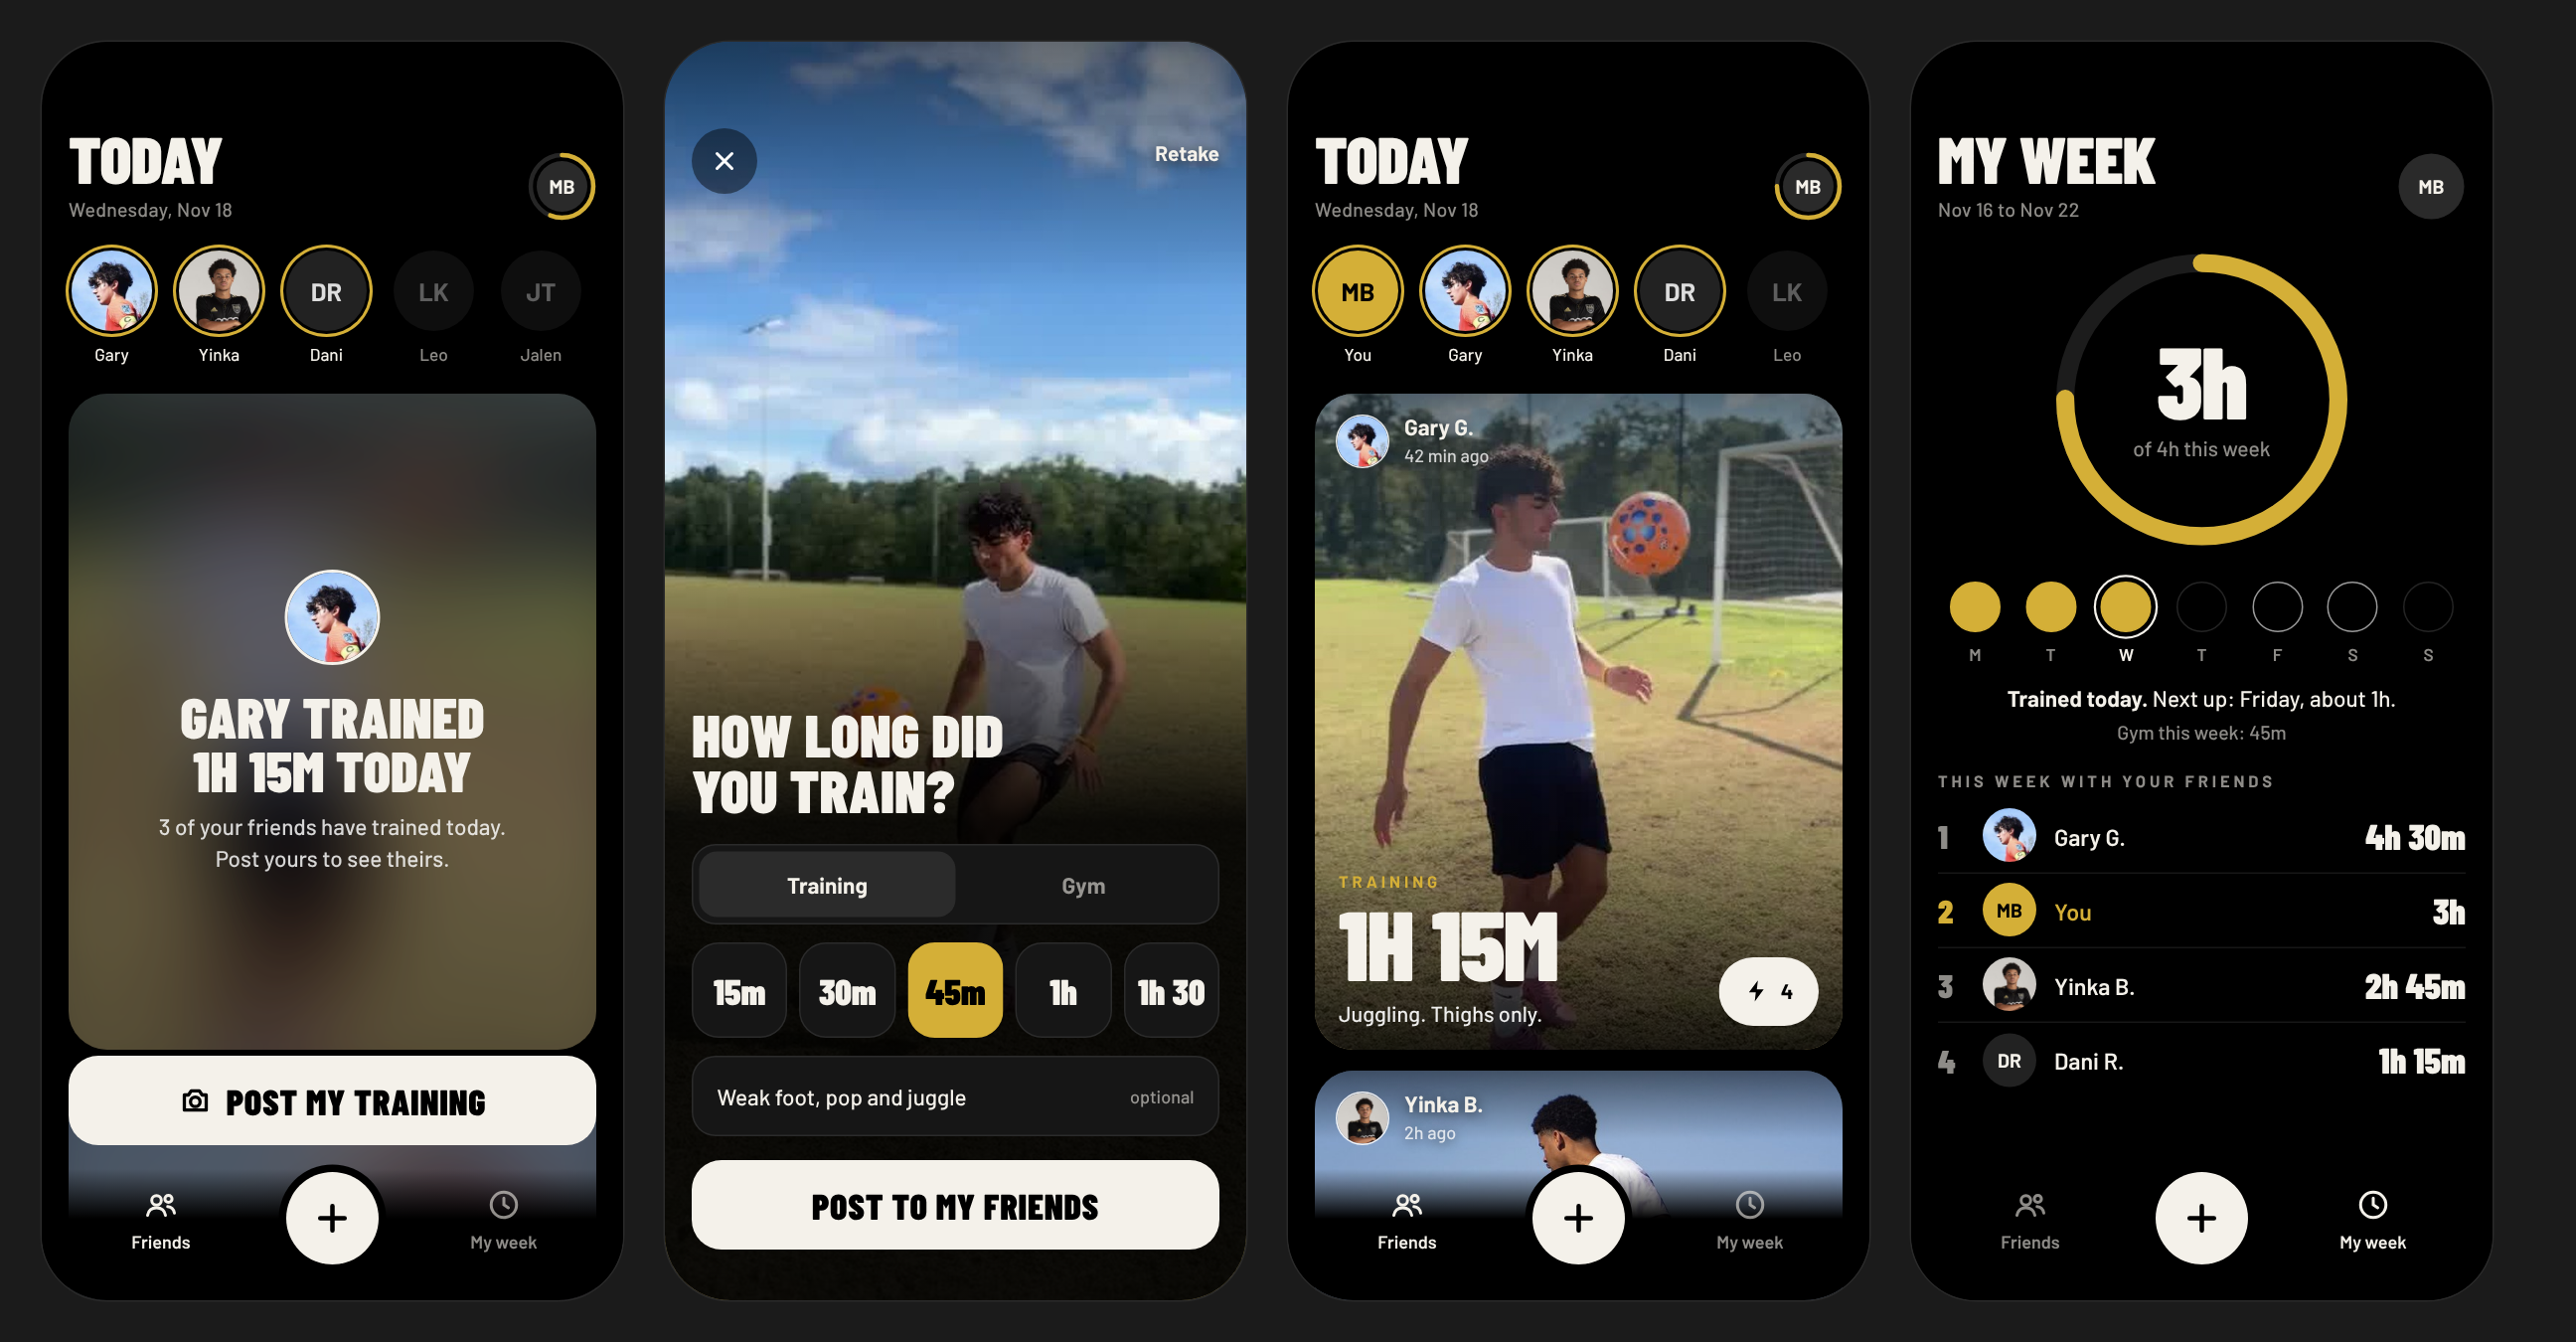 TODAY
Wednesday, Nov 18
MB
DR
LK
JT
Gary
Yinka
Dani
Leo
Jalen
GARY TRAINED
1H 15M TODAY
3 of your friends have trained today.
Post yours to see theirs.
POST MY TRAINING
Friends
My week
Retake
HOW LONG DID
YOU TRAIN?
Training
Gym
15m
30m
45m
1h
1h 30
Weak foot, pop and juggle
optional
POST TO MY FRIENDS
TODAY
Wednesday, Nov 18
MB
MB
DR
LK
You
Gary
Yinka
Dani
Leo
Gary G.
42 min ago
TRAINING
1H 15M
Juggling. Thighs only.
4
Yinka B.
2h ago
Friends
My week
MY WEEK
Nov 16 to Nov 22
MB
3h
of 4h this week
M T W T F S S
Trained today. Next up: Friday, about 1h.
Gym this week: 45m
THIS WEEK WITH YOUR FRIENDS
1 Gary G. 4h 30m
2 MB You 3h
3 Yinka B. 2h 45m
4 DR Dani R. 1h 15m
Friends
My week